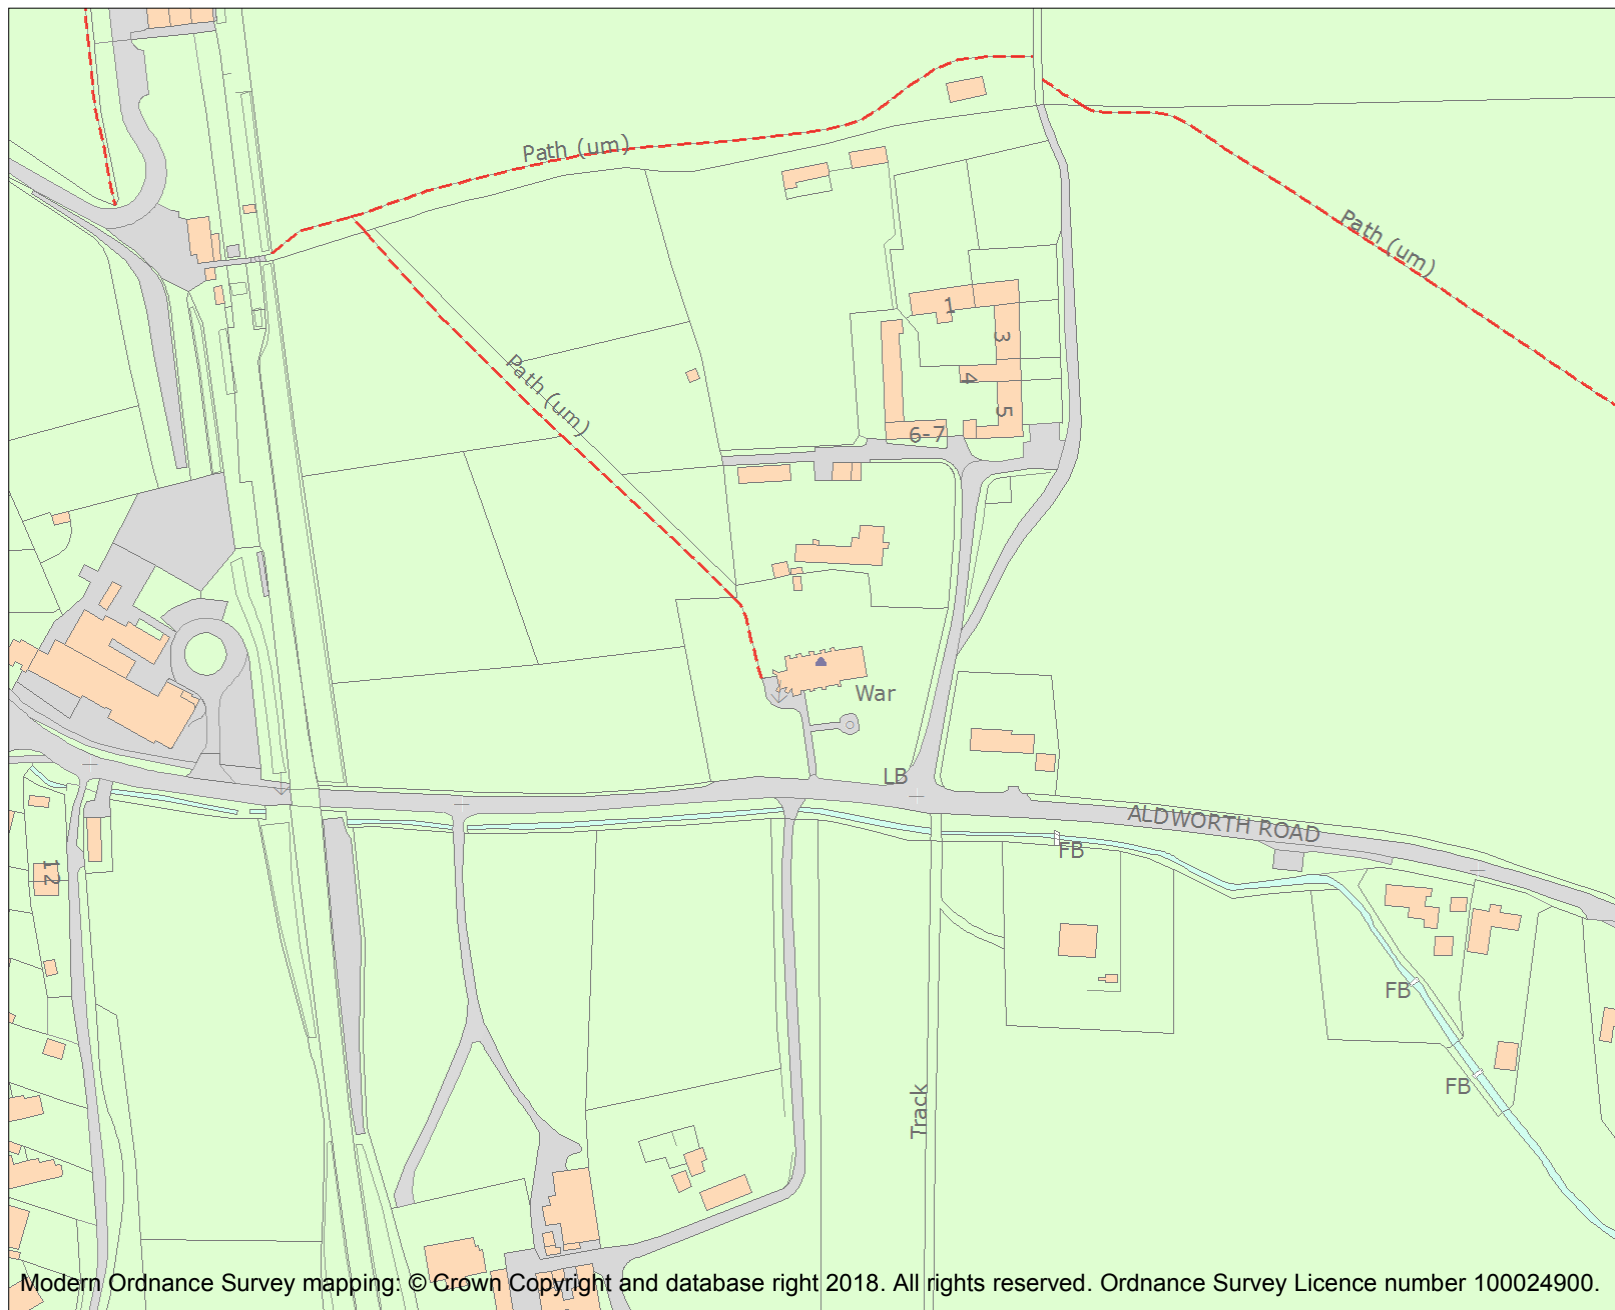 Path (um)
Path (um)
1
3
Path (um)
4
5
6-7
War
LB
ALDWORTH ROAD
FB
12
FB
FB
Track
Modern Ordnance Survey mapping: © Crown Copyright and database right 2018. All rights reserved. Ordnance Survey Licence number 100024900.